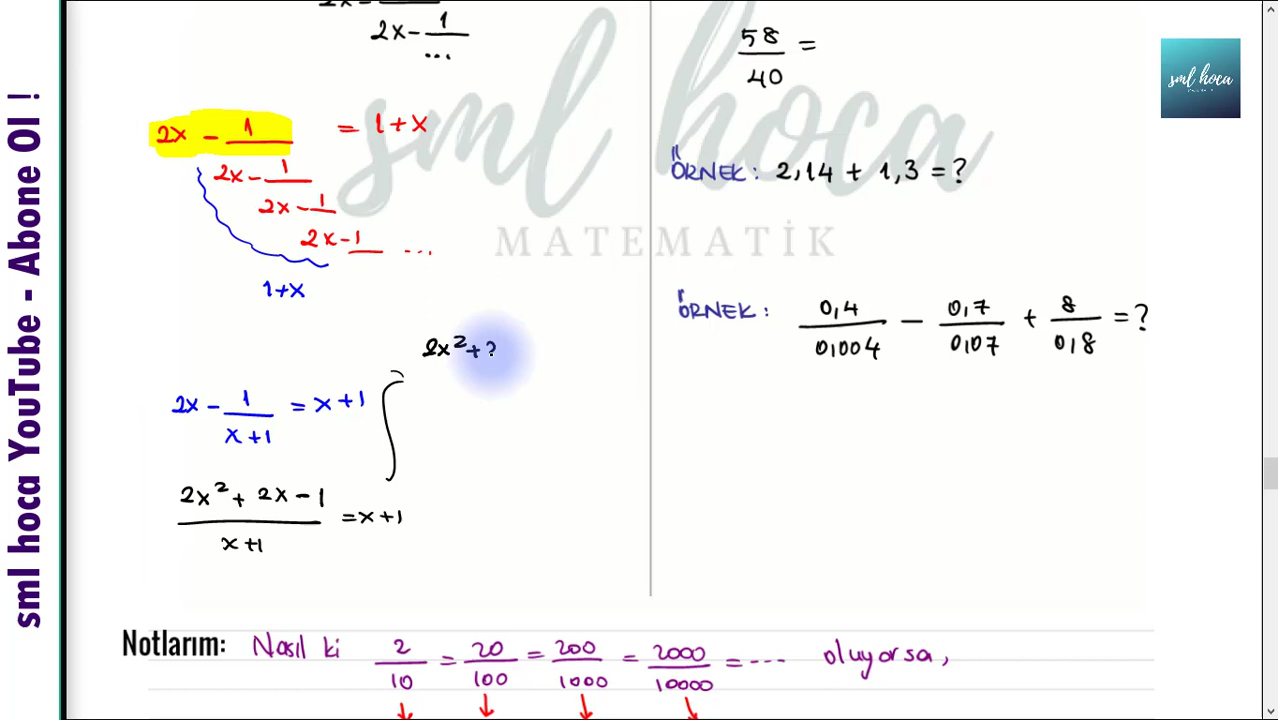 sml hoca YouTube - Abone Ol !
2x - 1/...
2x - 1/(2x - 1/(2x - 1/(2x - 1/...))) = 1+x
1+x
2x²+?
2x - 1/(x+1) = x+1
(2x² + 2x - 1)/(x+1) = x+1
58/40 =
sml hoca
ÖRNEK: 2,14 + 1,3 = ?
sml hoca
MATEMATİK
ÖRNEK: 0,4/0,004 - 0,7/0,07 + 8/0,8 = ?
Notlarım: Nasıl ki 2/10 = 20/100 = 200/1000 = 2000/10000 = ... oluyorsa,